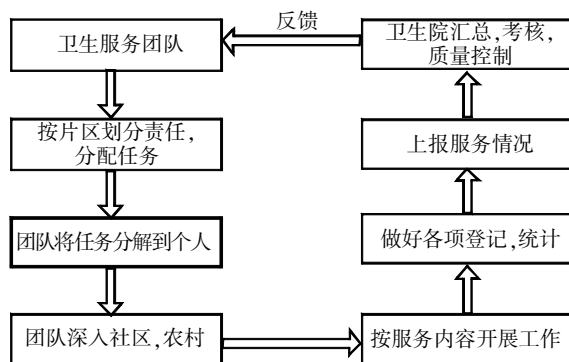 反馈
卫生服务团队
卫生院汇总,考核,
质量控制
按片区划分责任,
分配任务
上报服务情况
团队将任务分解到个人
做好各项登记,统计
团队深入社区,农村
按服务内容开展工作